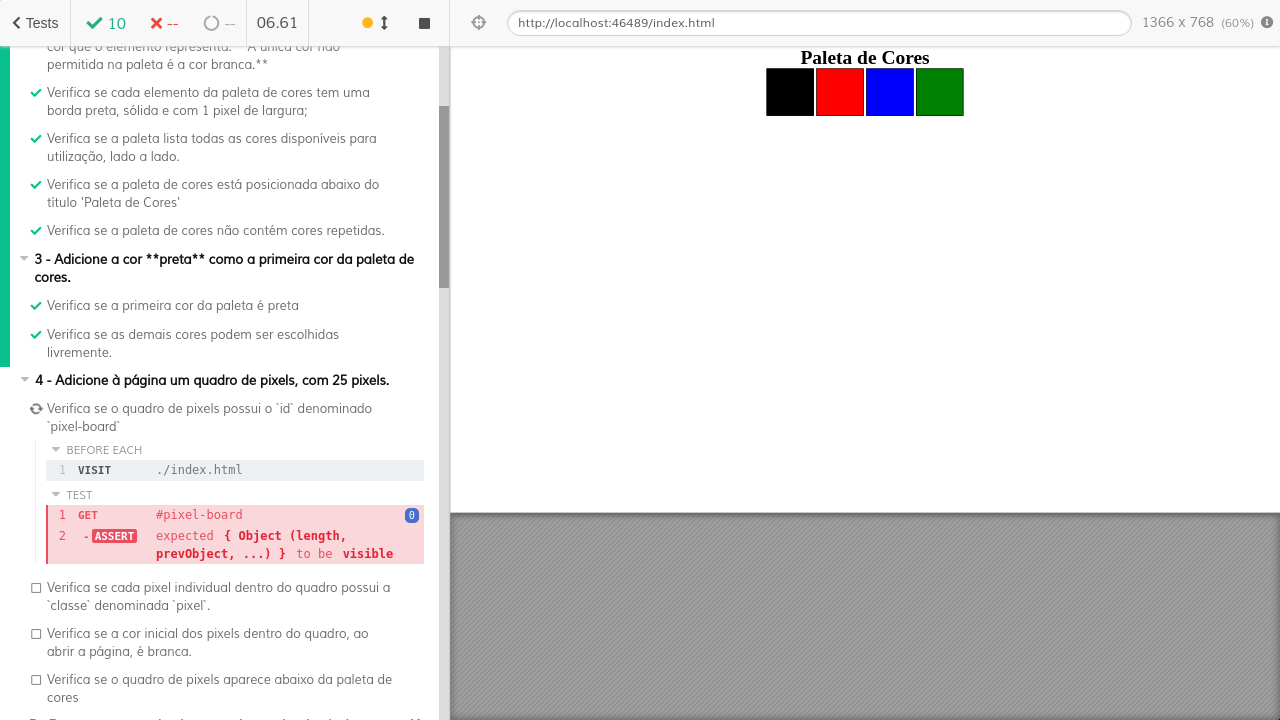 Tests
10
--
--
06.61
http://localhost:46489/index.html
1366 x 768 (60%)
cor que o elemento representa. **A única cor não
permitida na paleta é a cor branca.**
Verifica se cada elemento da paleta de cores tem uma
borda preta, sólida e com 1 pixel de largura;
Verifica se a paleta lista todas as cores disponíveis para
utilização, lado a lado.
Verifica se a paleta de cores está posicionada abaixo do
título 'Paleta de Cores'
Verifica se a paleta de cores não contém cores repetidas.
3 - Adicione a cor **preta** como a primeira cor da paleta de
cores.
Verifica se a primeira cor da paleta é preta
Verifica se as demais cores podem ser escolhidas
livremente.
4 - Adicione à página um quadro de pixels, com 25 pixels.
Verifica se o quadro de pixels possui o `id` denominado
`pixel-board`
BEFORE EACH
1 VISIT ./index.html
TEST
1 GET #pixel-board 0
2 -ASSERT expected { Object (length,
prevObject, ...) } to be visible
Verifica se cada pixel individual dentro do quadro possui a
`classe` denominada `pixel`.
Verifica se a cor inicial dos pixels dentro do quadro, ao
abrir a página, é branca.
Verifica se o quadro de pixels aparece abaixo da paleta de
cores
Paleta de Cores